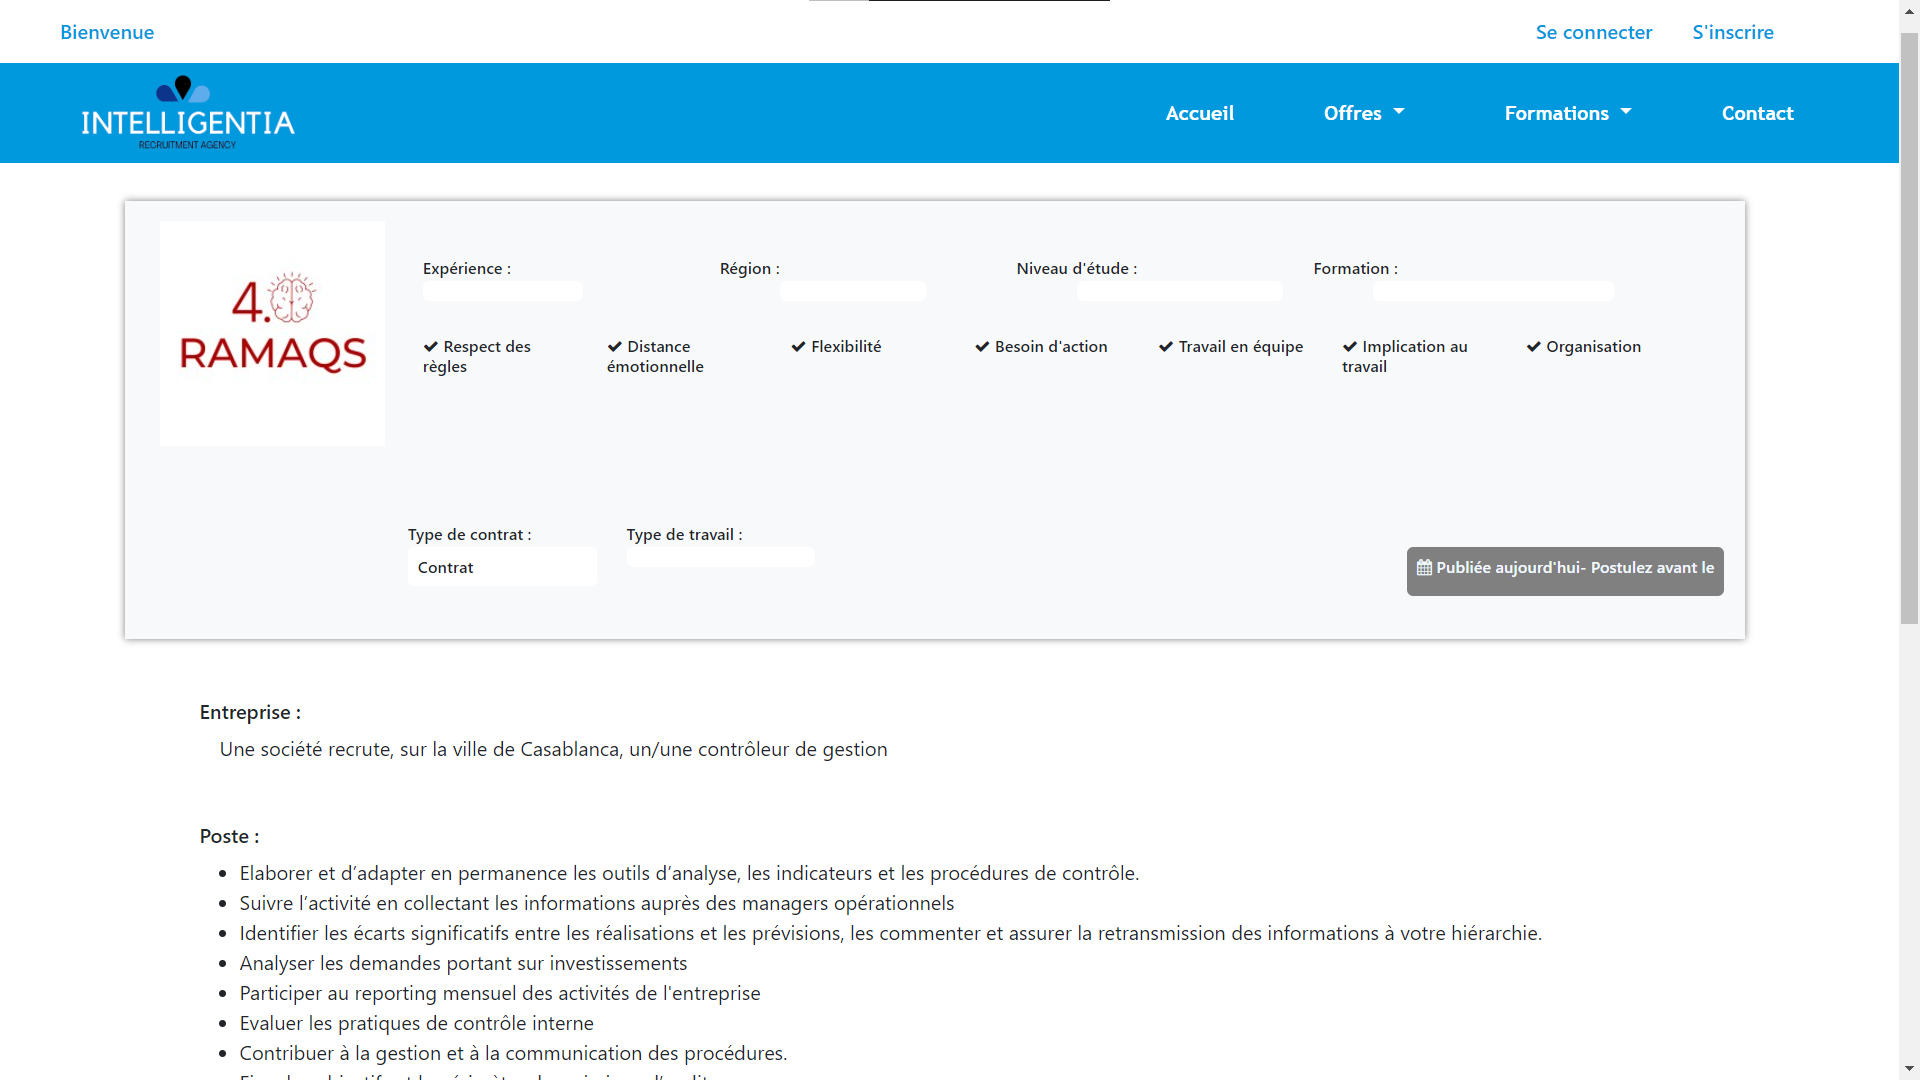 Bienvenue
Se connecter
S'inscrire
INTELLIGENTIA
RECRUITMENT AGENCY
Accueil
Offres
Formations
Contact
4.0
RAMAQS
Expérience :
Région :
Niveau d'étude :
Formation :
Respect des
règles
Distance
émotionnelle
Flexibilité
Besoin d'action
Travail en équipe
Implication au
travail
Organisation
Type de contrat :
Contrat
Type de travail :
Publiée aujourd'hui- Postulez avant le
Entreprise :
Une société recrute, sur la ville de Casablanca, un/une contrôleur de gestion
Poste :
Elaborer et d’adapter en permanence les outils d’analyse, les indicateurs et les procédures de contrôle.
Suivre l’activité en collectant les informations auprès des managers opérationnels
Identifier les écarts significatifs entre les réalisations et les prévisions, les commenter et assurer la retransmission des informations à votre hiérarchie.
Analyser les demandes portant sur investissements
Participer au reporting mensuel des activités de l'entreprise
Evaluer les pratiques de contrôle interne
Contribuer à la gestion et à la communication des procédures.